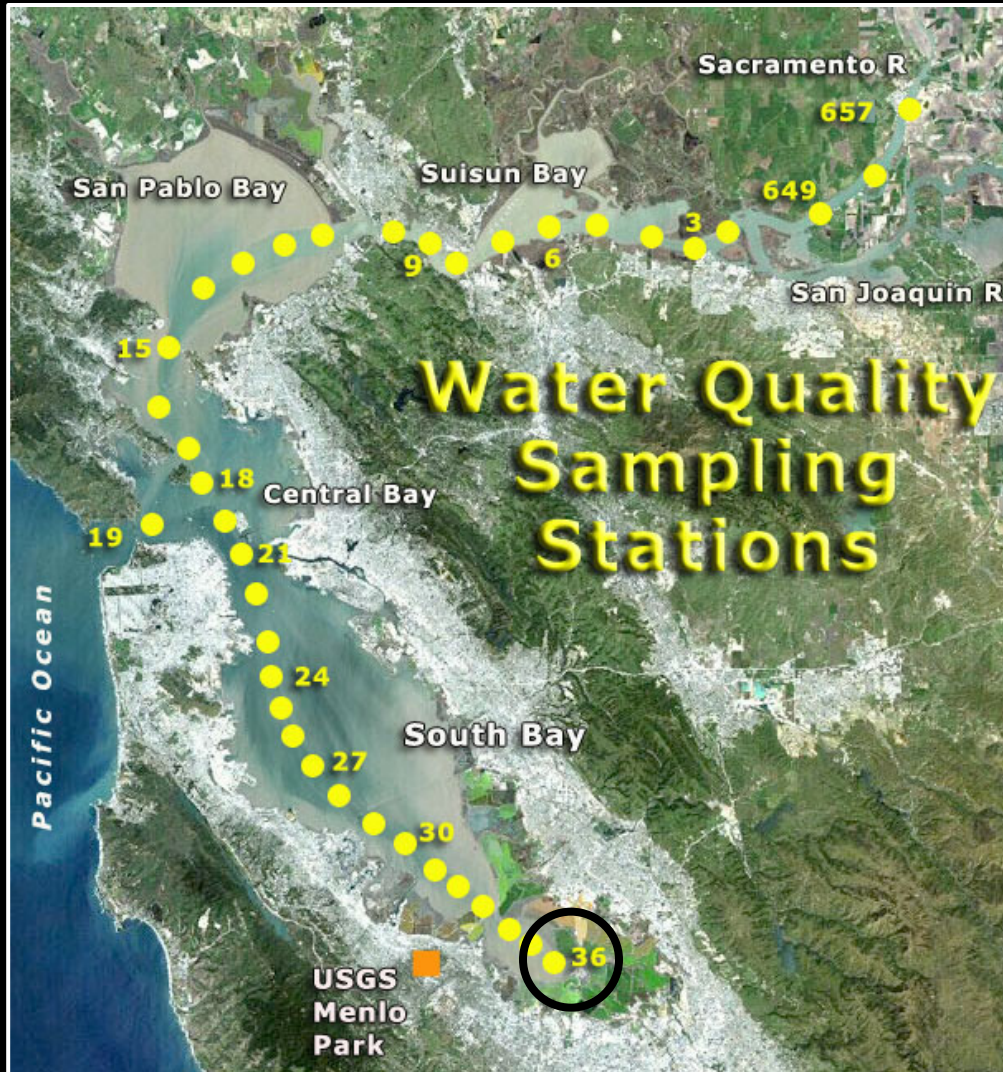 Sacramento R
657
Suisun Bay
San Pablo Bay
649
3
9
6
San Joaquin R
15
Water Quality
Sampling
Stations
18
Central Bay
19
21
Pacific Ocean
24
South Bay
27
30
36
USGS
Menlo
Park